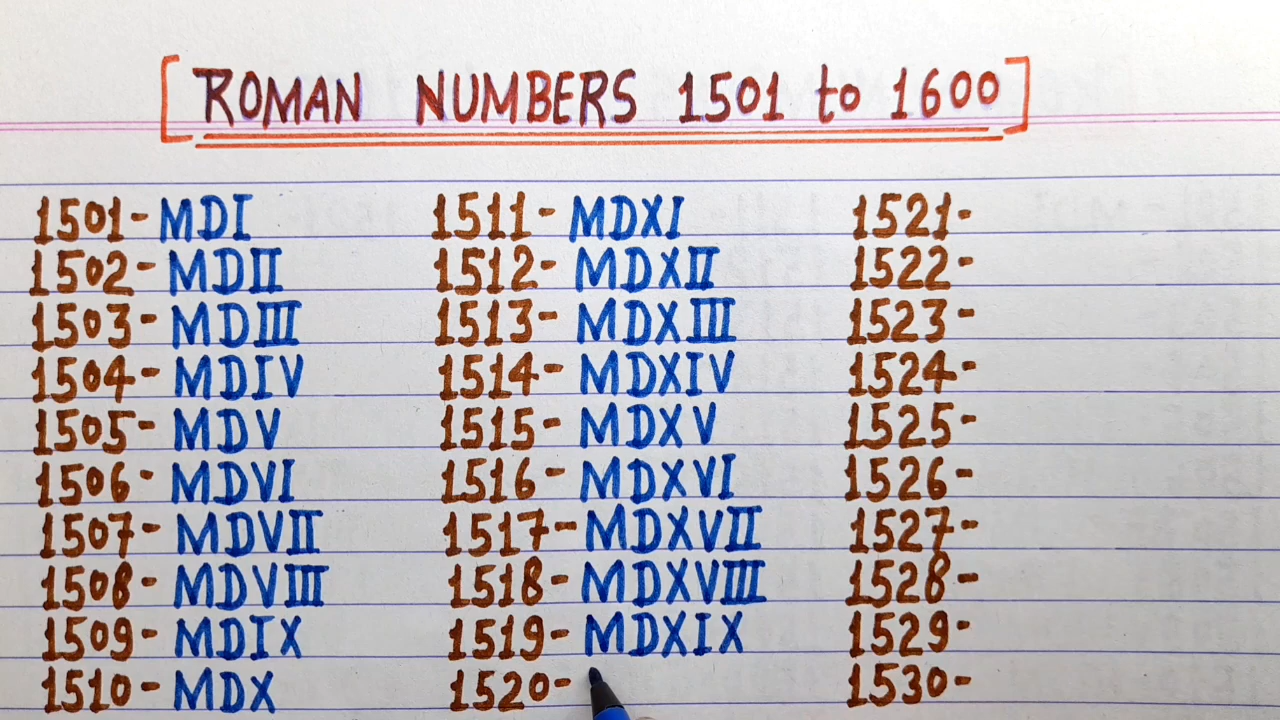 [ROMAN NUMBERS 1501 to 1600]
1501- MDI 1511- MDXI 1521-
1502- MDII 1512- MDXII 1522-
1503- MDIII 1513- MDXIII 1523-
1504- MDIV 1514- MDXIV 1524-
1505- MDV 1515- MDXV 1525-
1506- MDVI 1516- MDXVI 1526-
1507- MDVII 1517- MDXVII 1527-
1508- MDVIII 1518- MDXVIII 1528-
1509- MDIX 1519- MDXIX 1529-
1510- MDX 1520- 1530-